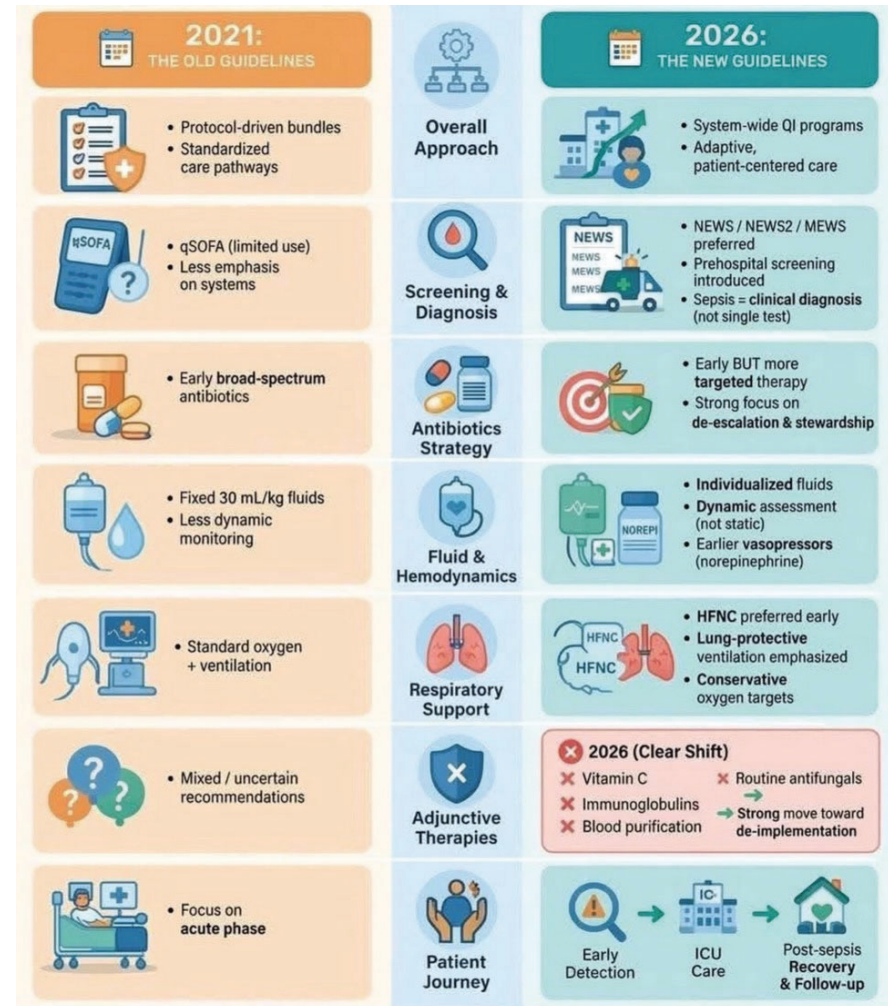 2021:
THE OLD GUIDELINES
2026:
THE NEW GUIDELINES
• Protocol-driven bundles
• Standardized
care pathways
Overall
Approach
• System-wide QI programs
• Adaptive,
patient-centered care
qSOFA
?
• qSOFA (limited use)
• Less emphasis
on systems
Screening &
Diagnosis
NEWS
MEWS
MEWS
MEWS
• NEWS / NEWS2 / MEWS
preferred
• Prehospital screening
introduced
• Sepsis = clinical diagnosis
(not single test)
• Early broad-spectrum
antibiotics
Antibiotics
Strategy
• Early BUT more
targeted therapy
• Strong focus on
de-escalation & stewardship
• Fixed 30 mL/kg fluids
• Less dynamic
monitoring
Fluid &
Hemodynamics
NOREPI
• Individualized fluids
• Dynamic assessment
(not static)
• Earlier vasopressors
(norepinephrine)
• Standard oxygen
+ ventilation
Respiratory
Support
HFNC
HFNC
• HFNC preferred early
• Lung-protective
ventilation emphasized
• Conservative
oxygen targets
? ? ?
• Mixed / uncertain
recommendations
Adjunctive
Therapies
2026 (Clear Shift)
Vitamin C
Immunoglobulins
Blood purification
Routine antifungals
→
→ Strong move toward
de-implementation
• Focus on
acute phase
Patient
Journey
Early
Detection
IC
ICU
Care
Post-sepsis
Recovery
& Follow-up